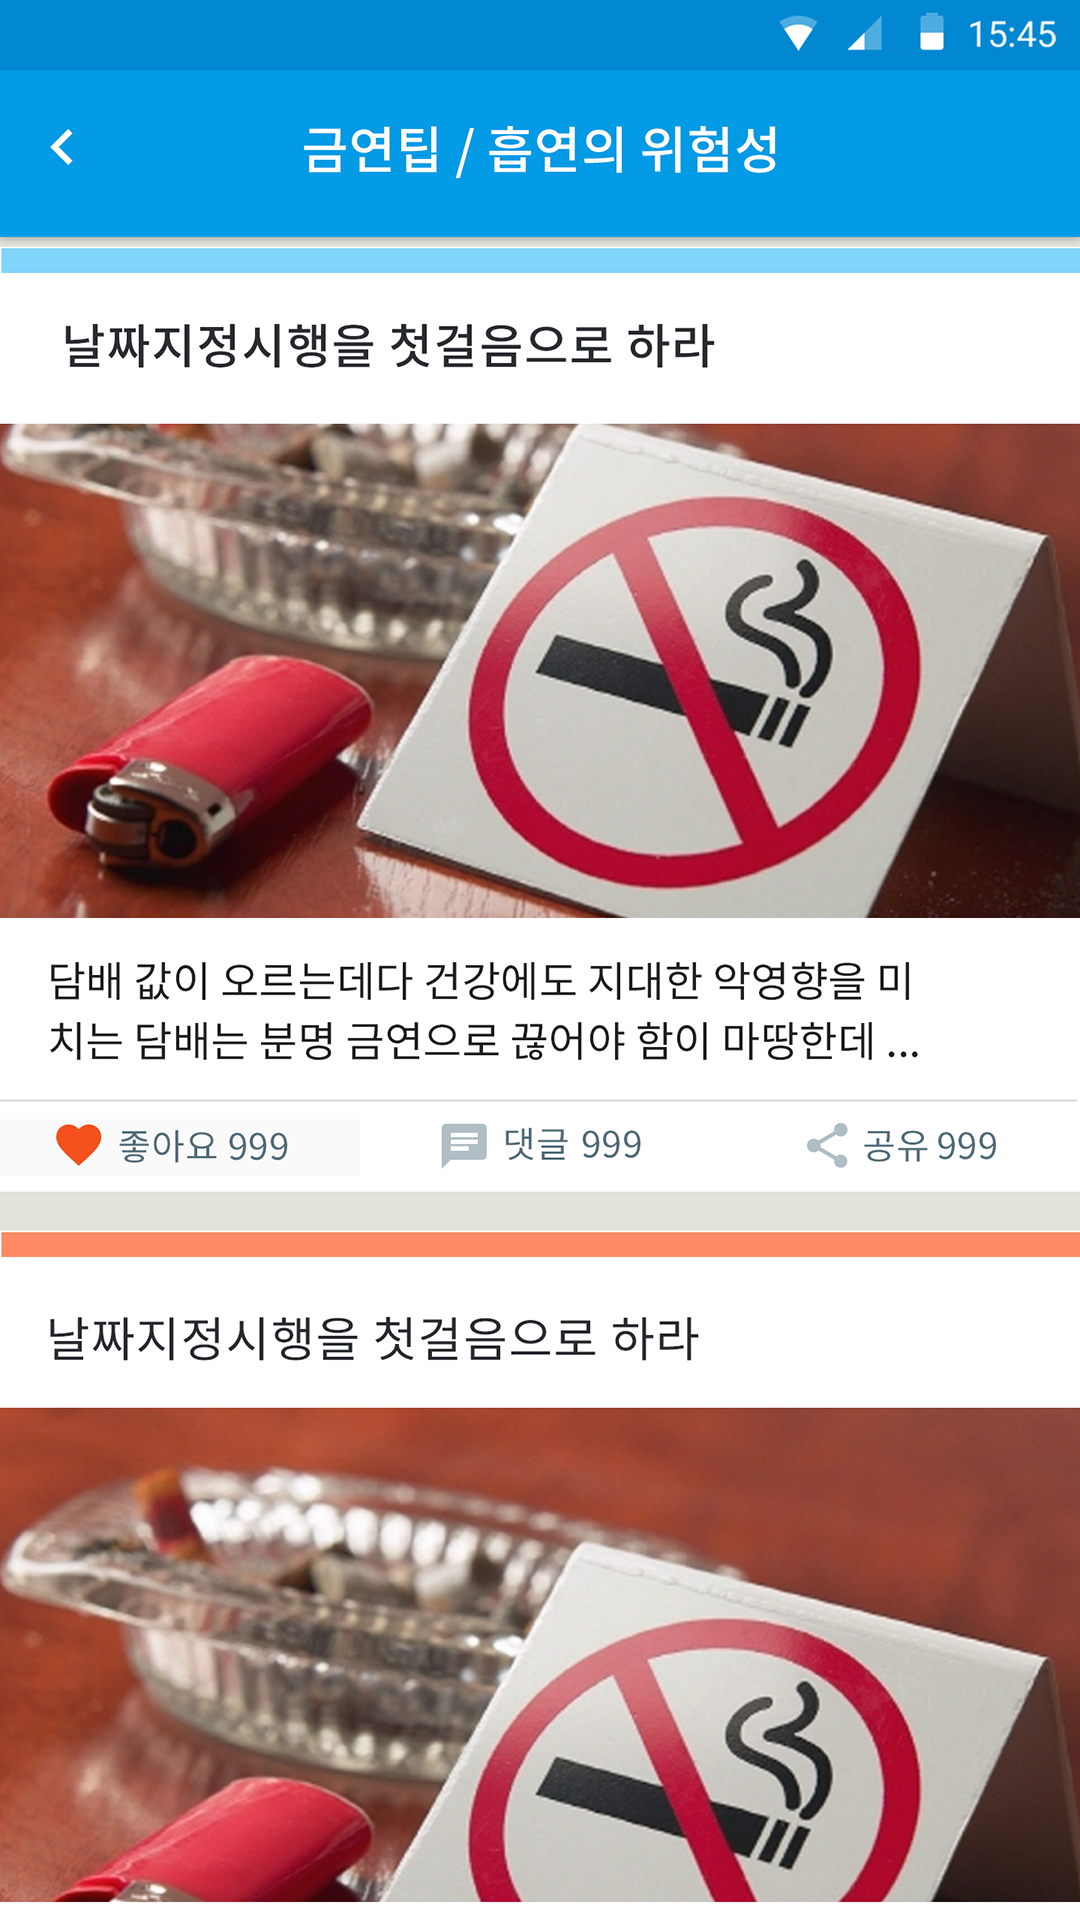 15:45
금연팁 / 흡연의 위험성
날짜지정시행을 첫걸음으로 하라
담배 값이 오르는데다 건강에도 지대한 악영향을 미
치는 담배는 분명 금연으로 끊어야 함이 마땅한데 ...
좋아요 999 댓글 999 공유 999
날짜지정시행을 첫걸음으로 하라